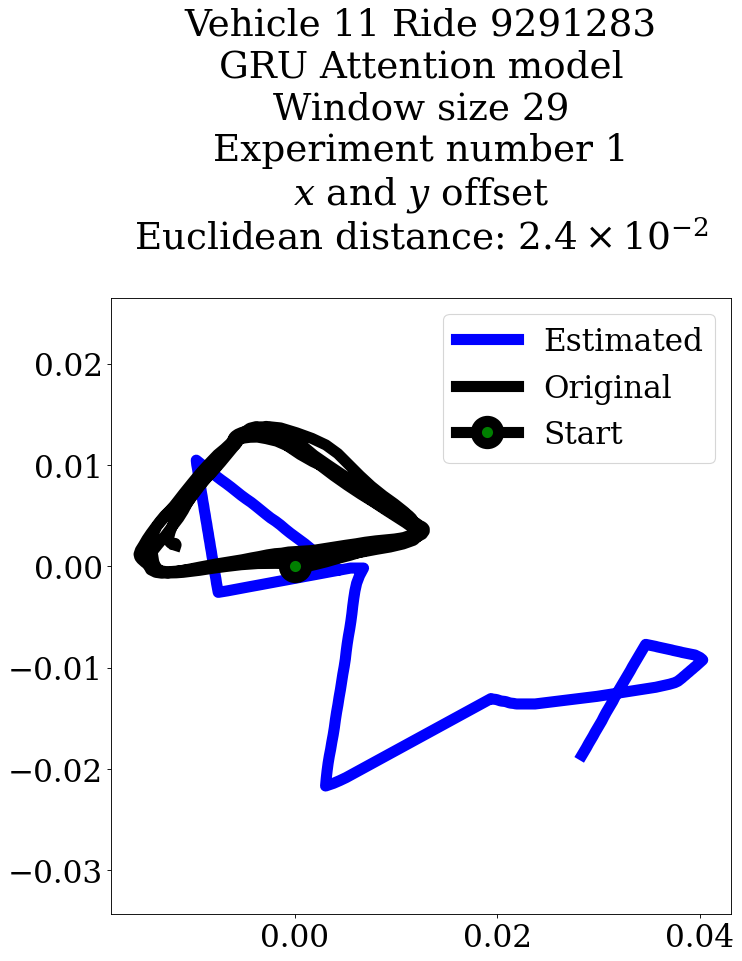 Vehicle 11 Ride 9291283
GRU Attention model
Window size 29
Experiment number 1
x and y offset
Euclidean distance: 2.4 × 10⁻²
Estimated
Original
Start
0.02
0.01
0.00
−0.01
−0.02
−0.03
0.00 0.02 0.04